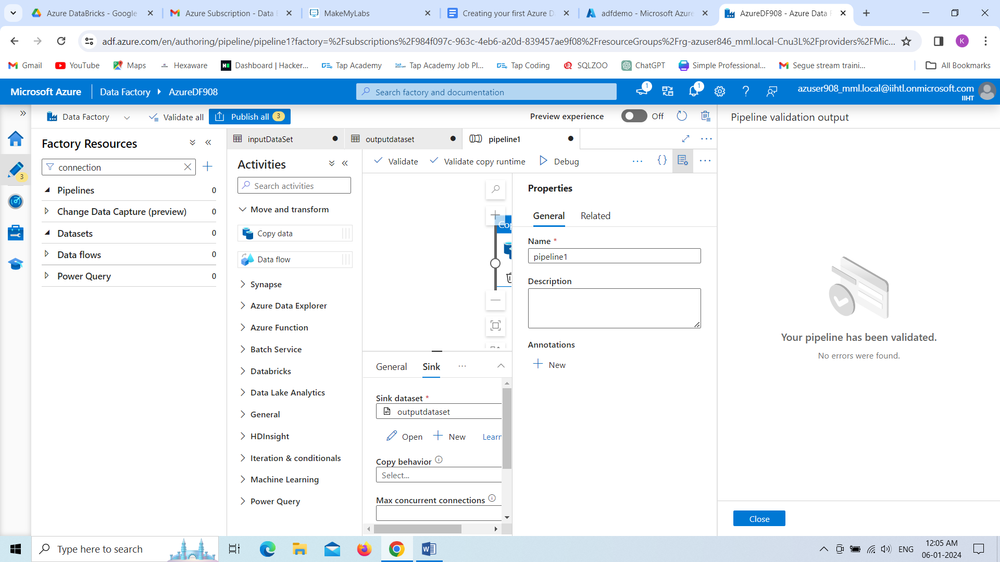 Azure DataBricks - Google
Azure Subscription - Data
MakeMyLabs
Creating your first Azure D
adfdemo - Microsoft Azure
AzureDF908 - Azure Data F
adf.azure.com/en/authoring/pipeline/pipeline1?factory=%2Fsubscriptions%2F984f097c-963c-4eb6-a20d-839457ae9f08%2FresourceGroups%2Frg-azuser846_mml.local-Cnu3L%2Fproviders%2FMic...
K
Gmail
YouTube
Maps
Hexaware
Dashboard | Hacker...
Tap Academy
Tap Academy Job Pl...
Tap Coding
SQLZOO
ChatGPT
Simple Professional...
Segue stream traini...
All Bookmarks
Microsoft Azure
Data Factory
AzureDF908
Search factory and documentation
1
1
azuser908_mml.local@iihtl.onmicrosoft.com
IIHT
Data Factory
Validate all
Publish all 3
Preview experience
Off
Pipeline validation output
3
Factory Resources
connection
Pipelines 0
Change Data Capture (preview) 0
Datasets 0
Data flows 0
Power Query 0
inputDataSet
outputdataset
pipeline1
Activities
Search activities
Move and transform
Copy data
Data flow
Synapse
Azure Data Explorer
Azure Function
Batch Service
Databricks
Data Lake Analytics
General
HDInsight
Iteration & conditionals
Machine Learning
Power Query
Validate
Validate copy runtime
Debug
{}
Cop
General
Sink
Sink dataset *
outputdataset
Open
New
Learn
Copy behavior
Select...
Max concurrent connections
Properties
General
Related
Name *
pipeline1
Description
Annotations
New
Your pipeline has been validated.
No errors were found.
Close
Type here to search
ENG
12:05 AM
06-01-2024